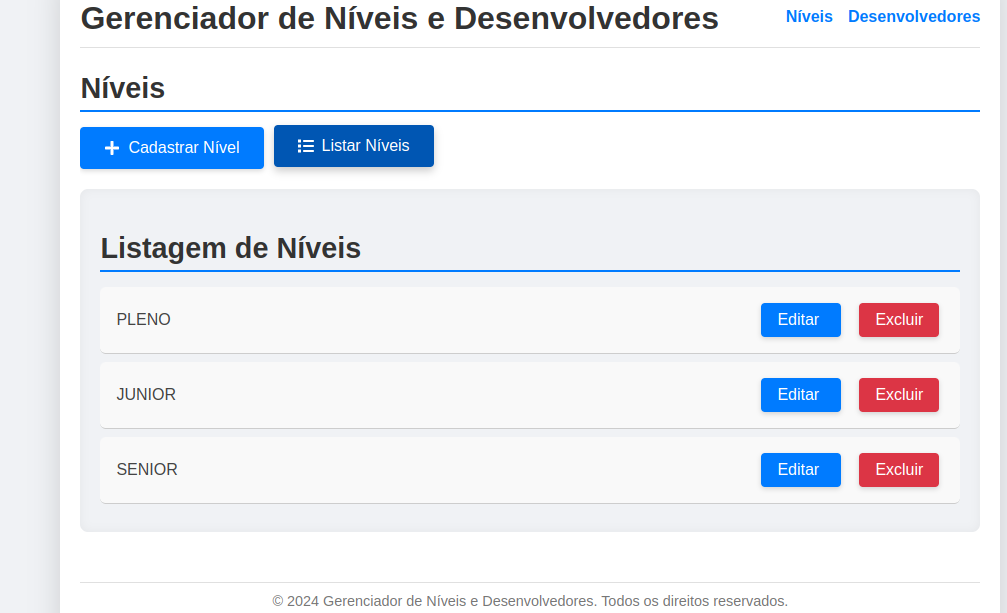 Gerenciador de Níveis e Desenvolvedores
Níveis Desenvolvedores
Níveis
Cadastrar Nível
Listar Níveis
Listagem de Níveis
PLENO Editar Excluir
JUNIOR Editar Excluir
SENIOR Editar Excluir
© 2024 Gerenciador de Níveis e Desenvolvedores. Todos os direitos reservados.